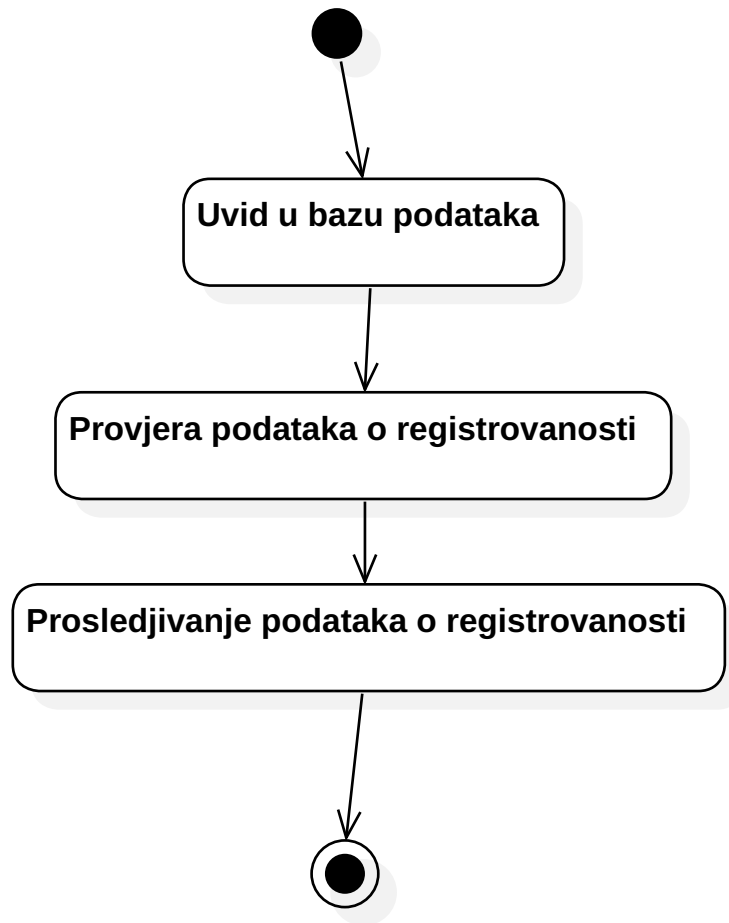 Uvid u bazu podataka
Provjera podataka o registrovanosti
Prosledjivanje podataka o registrovanosti